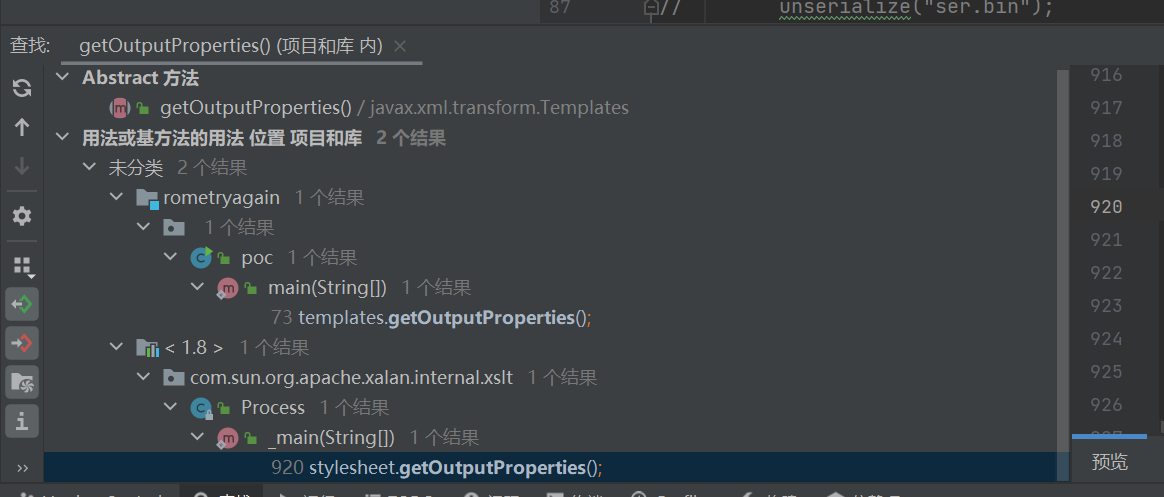 87 // unserialize("ser.bin");
查找: getOutputProperties() (项目和库 内) ×
Abstract 方法
getOutputProperties() / javax.xml.transform.Templates
用法或基方法的用法 位置 项目和库 2 个结果
未分类 2 个结果
rometryagain 1 个结果
1 个结果
poc 1 个结果
main(String[]) 1 个结果
73 templates.getOutputProperties();
< 1.8 > 1 个结果
com.sun.org.apache.xalan.internal.xslt 1 个结果
Process 1 个结果
_main(String[]) 1 个结果
920 stylesheet.getOutputProperties();
916
917
918
919
920
921
922
923
924
925
926
预览